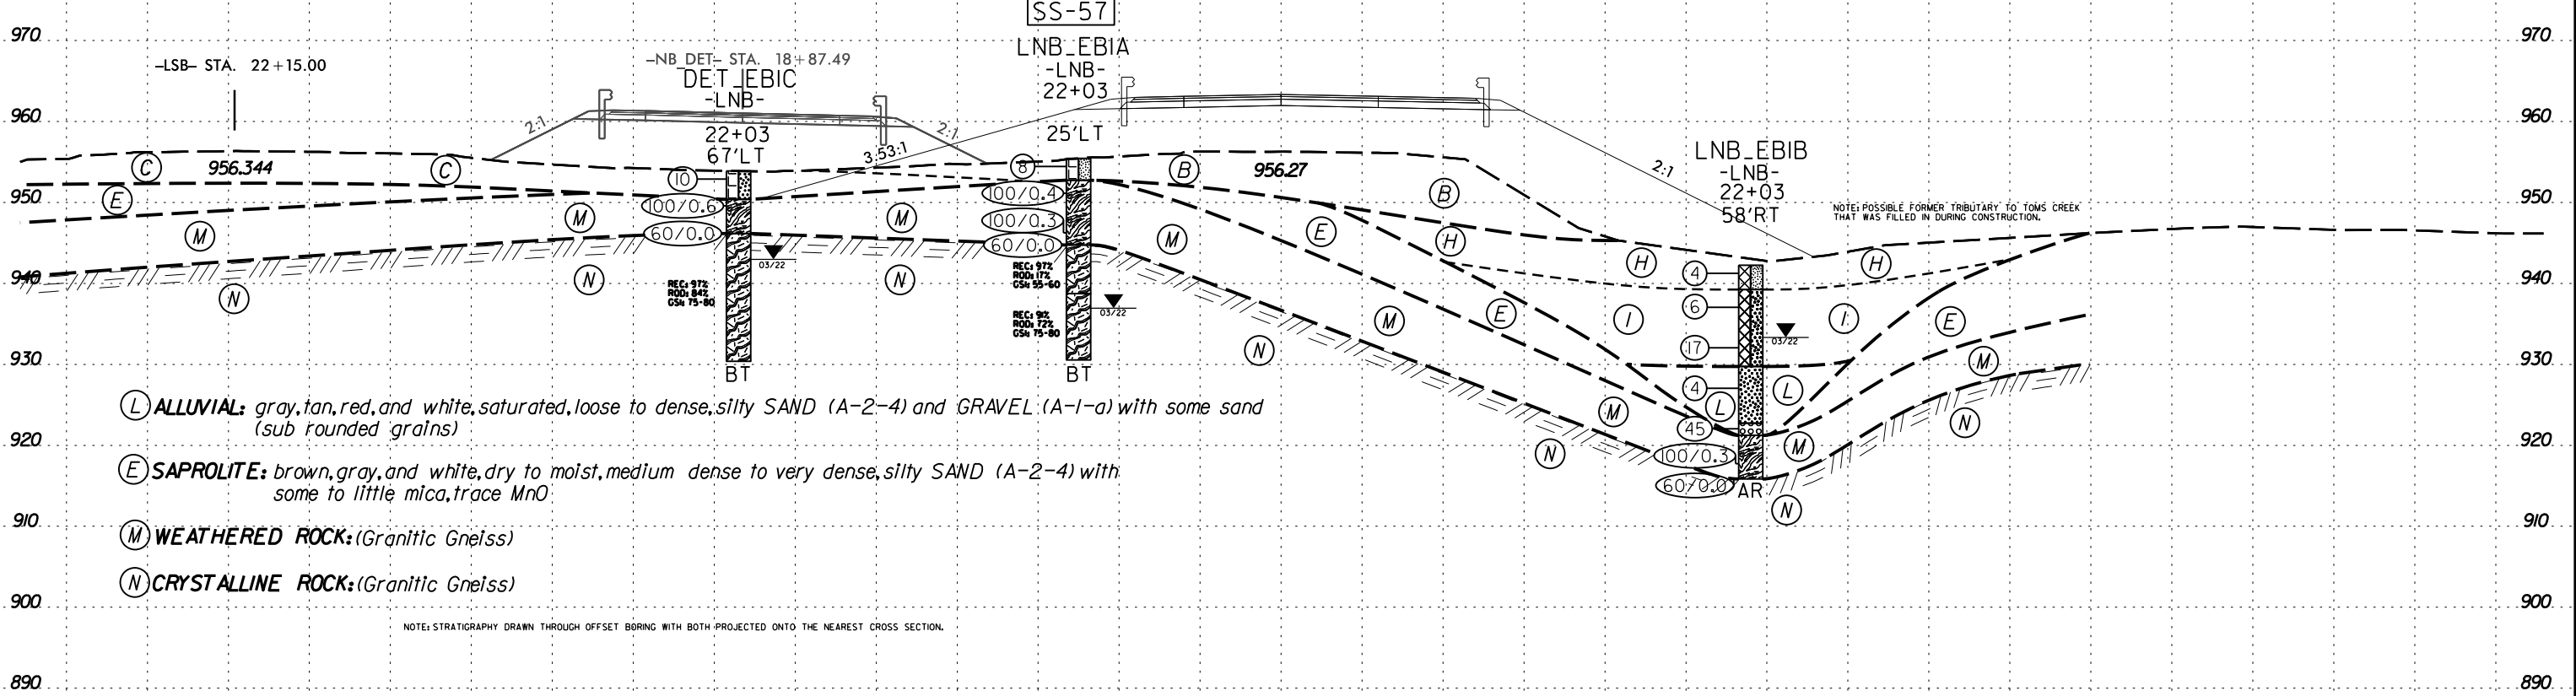 SS-57
970
970
LNB_EBIA
-LNB-
22+03
25'LT
-LSB- STA. 22+15.00
-NB_DET- STA. 18+87.49
DET_EBIC
-LNB-
22+03
67'LT
960
960
2:1
2:1
3.53:1
2:1
LNB_EBIB
-LNB-
22+03
58'RT
C
956.344
C
10
8
B
956.27
B
950
950
E
M
M
M
100/0.6
60/0.0
100/0.4
100/0.3
60/0.0
M
E
H
H
H
NOTE: POSSIBLE FORMER TRIBUTARY TO TOMS CREEK
THAT WAS FILLED IN DURING CONSTRUCTION.
03/22
940
940
N
N
N
REC: 97%
RQD: 84%
GSI: 75-80
REC: 97%
RQD: 17%
GSI: 55-60
03/22
REC: 91%
RQD: 72%
GSI: 75-80
4
6
M
E
I
I
E
17
03/22
930
930
BT
BT
N
M
4
L
L
M
45
M
N
N
100/0.3
60/0.0
AR
N
L ALLUVIAL: gray, tan, red, and white, saturated, loose to dense, silty SAND (A-2-4) and GRAVEL (A-1-a) with some sand
(sub rounded grains)
920
920
E SAPROLITE: brown, gray, and white, dry to moist, medium dense to very dense, silty SAND (A-2-4) with
some to little mica, trace MnO
910
910
M WEATHERED ROCK: (Granitic Gneiss)
N CRYSTALLINE ROCK: (Granitic Gneiss)
900
900
NOTE: STRATIGRAPHY DRAWN THROUGH OFFSET BORING WITH BOTH PROJECTED ONTO THE NEAREST CROSS SECTION.
890
890